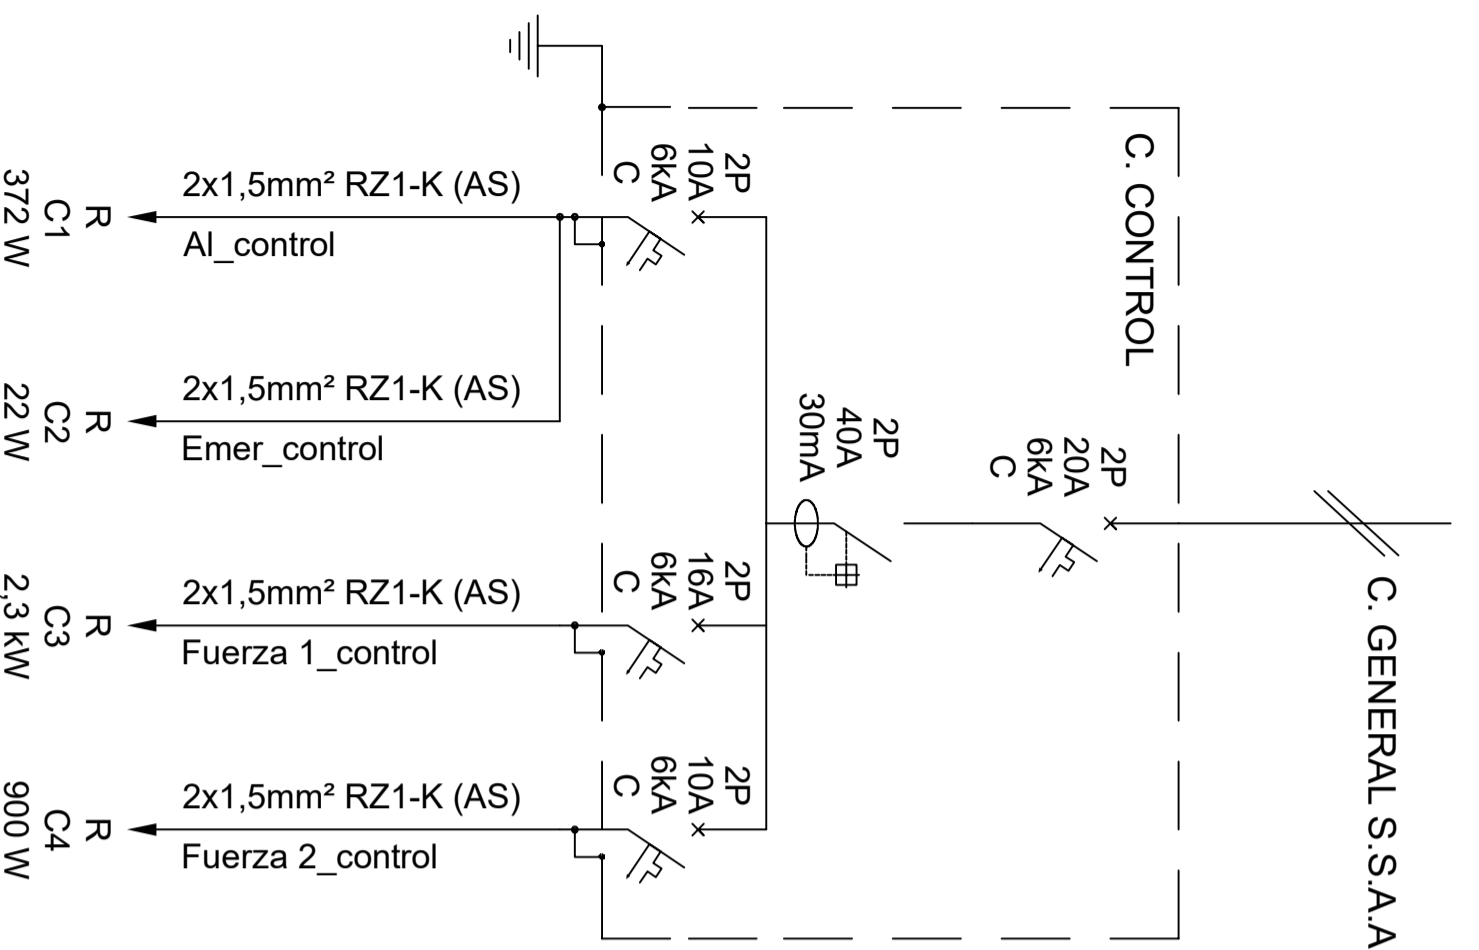 C. GENERAL S.S.A.A
C. CONTROL
2P
20A
6kA
C
2P
40A
30mA
2P
10A
6kA
C
2x1,5mm² RZ1-K (AS)
Al_control
R
C1
372 W
2x1,5mm² RZ1-K (AS)
Emer_control
R
C2
22 W
2P
16A
6kA
C
2x1,5mm² RZ1-K (AS)
Fuerza 1_control
R
C3
2,3 kW
2P
10A
6kA
C
2x1,5mm² RZ1-K (AS)
Fuerza 2_control
R
C4
900 W